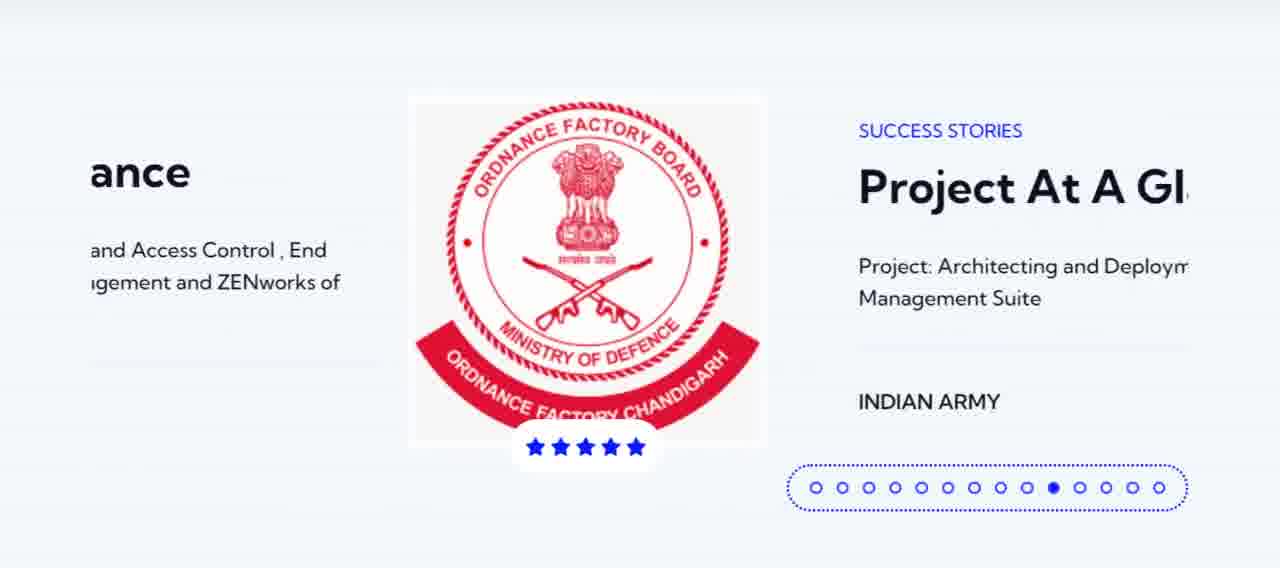 ance
and Access Control , End
gement and ZENworks of
ORDNANCE FACTORY BOARD
सत्यमेव जयते
MINISTRY OF DEFENCE
ORDNANCE FACTORY CHANDIGARH
SUCCESS STORIES
Project At A Gl
Project: Architecting and Deploym
Management Suite
INDIAN ARMY